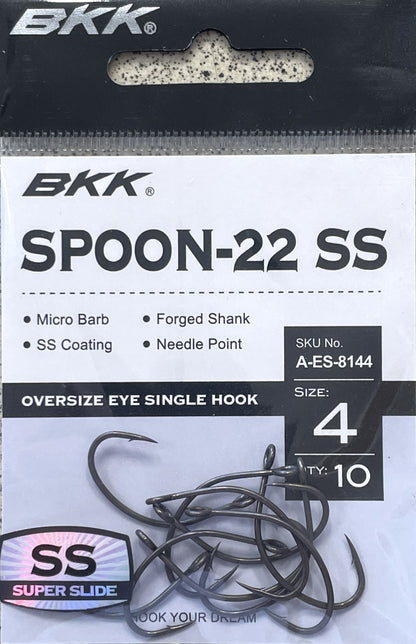 BKK®
BKK®
SPOON-22 SS
• Micro Barb • Forged Shank
• SS Coating • Needle Point
SKU No.
A-ES-8144
OVERSIZE EYE SINGLE HOOK
SIZE:
4
QTY: 10
SS
SUPER SLIDE
HOOK YOUR DREAM